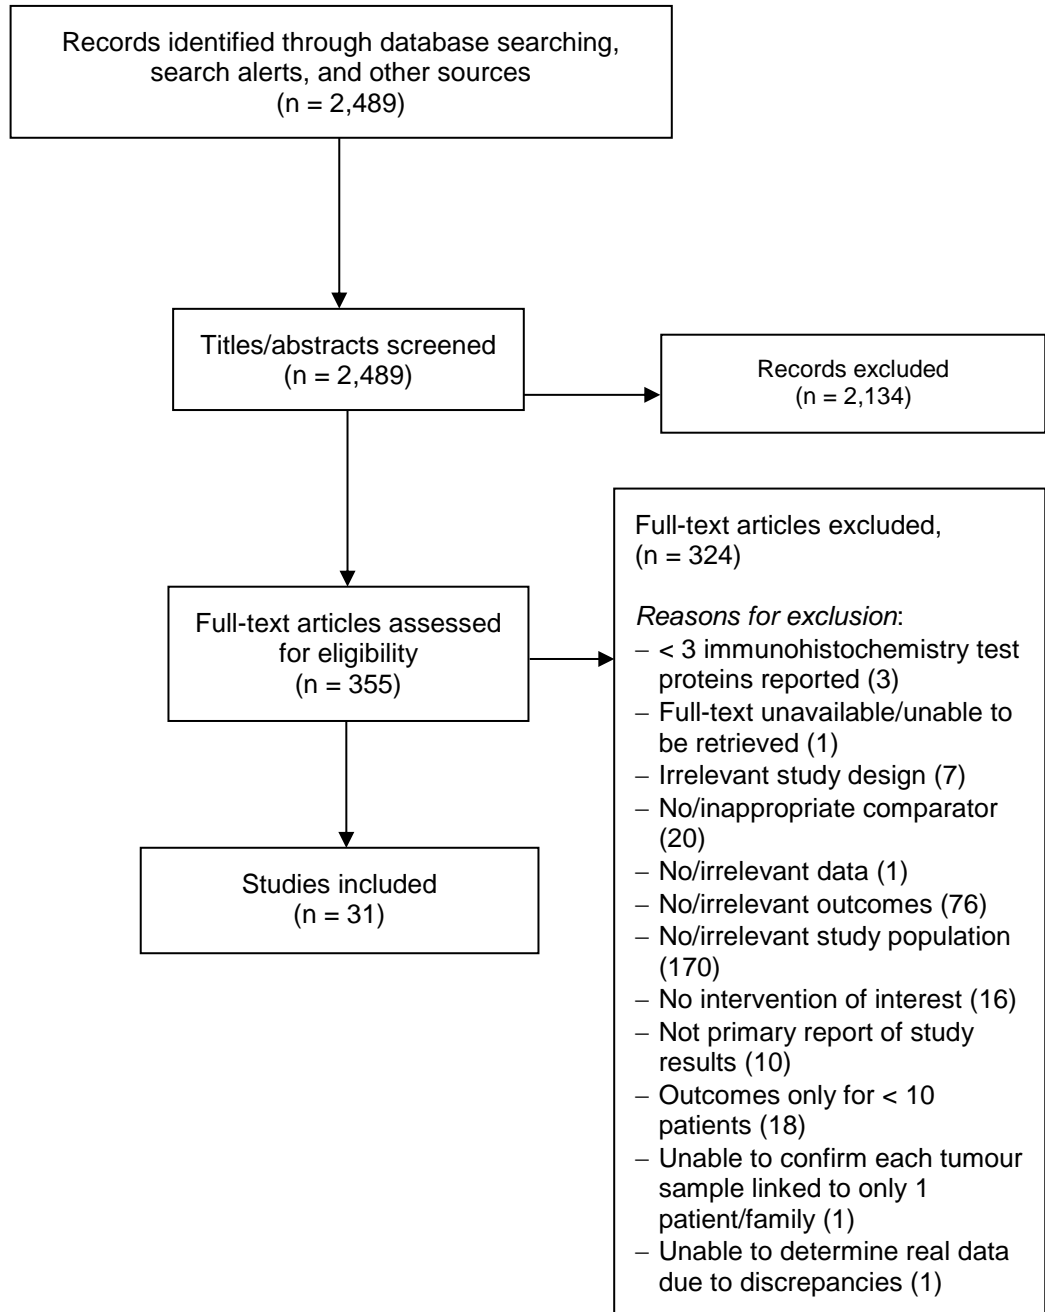 Records identified through database searching,
search alerts, and other sources
(n = 2,489)
Titles/abstracts screened
(n = 2,489)
Records excluded
(n = 2,134)
Full-text articles assessed
for eligibility
(n = 355)
Full-text articles excluded,
(n = 324)
Reasons for exclusion:
– < 3 immunohistochemistry test
proteins reported (3)
– Full-text unavailable/unable to
be retrieved (1)
– Irrelevant study design (7)
– No/inappropriate comparator
(20)
– No/irrelevant data (1)
– No/irrelevant outcomes (76)
– No/irrelevant study population
(170)
– No intervention of interest (16)
– Not primary report of study
results (10)
– Outcomes only for < 10
patients (18)
– Unable to confirm each tumour
sample linked to only 1
patient/family (1)
– Unable to determine real data
due to discrepancies (1)
Studies included
(n = 31)